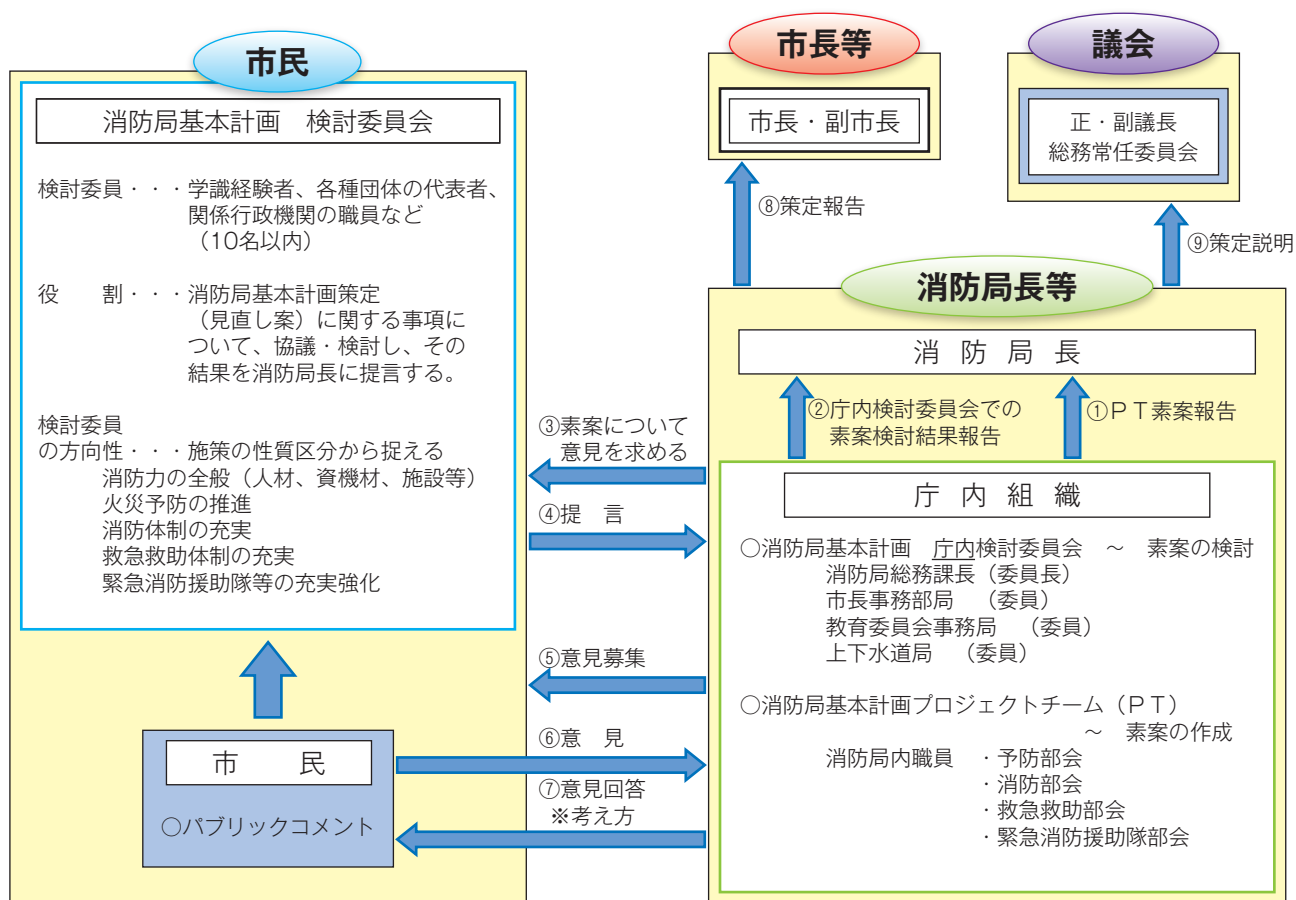 市民
消防局基本計画　検討委員会
検討委員・・・学識経験者、各種団体の代表者、
関係行政機関の職員など
（10名以内）
役　　割・・・消防局基本計画策定
（見直し案）に関する事項に
ついて、協議・検討し、その
結果を消防局長に提言する。
検討委員
の方向性・・・施策の性質区分から捉える
消防力の全般（人材、資機材、施設等）
火災予防の推進
消防体制の充実
救急救助体制の充実
緊急消防援助隊等の充実強化
市　　民
○パブリックコメント
③素案について
意見を求める
④提　言
⑤意見募集
⑥意　見
⑦意見回答
※考え方
市長等
市長・副市長
⑧策定報告
議会
正・副議長
総務常任委員会
⑨策定説明
消防局長等
消　防　局　長
②庁内検討委員会での
素案検討結果報告
①ＰＴ素案報告
庁　内　組　織
○消防局基本計画　庁内検討委員会　～　素案の検討
消防局総務課長（委員長）
市長事務部局　（委員）
教育委員会事務局　（委員）
上下水道局　（委員）
○消防局基本計画プロジェクトチーム（ＰＴ）
～　素案の作成
消防局内職員　・予防部会
・消防部会
・救急救助部会
・緊急消防援助隊部会